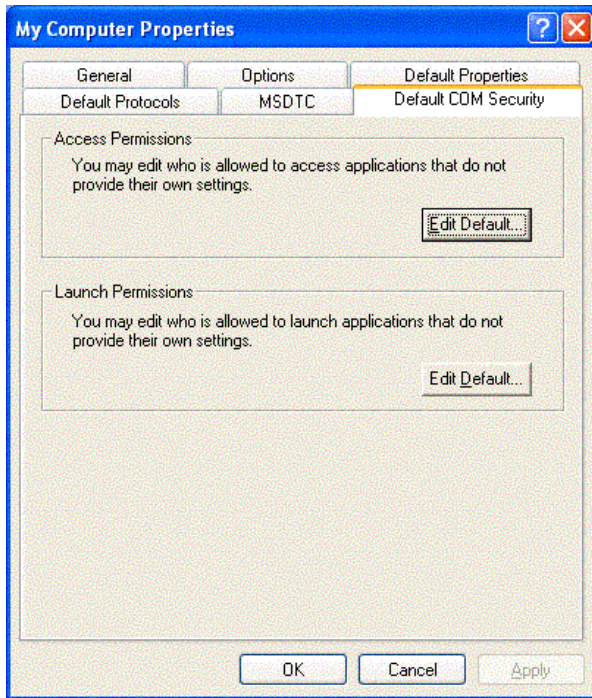 My Computer Properties
General Options Default Properties
Default Protocols MSDTC Default COM Security
Access Permissions
You may edit who is allowed to access applications that do not
provide their own settings.
Edit Default...
Launch Permissions
You may edit who is allowed to launch applications that do not
provide their own settings.
Edit Default...
OK Cancel Apply